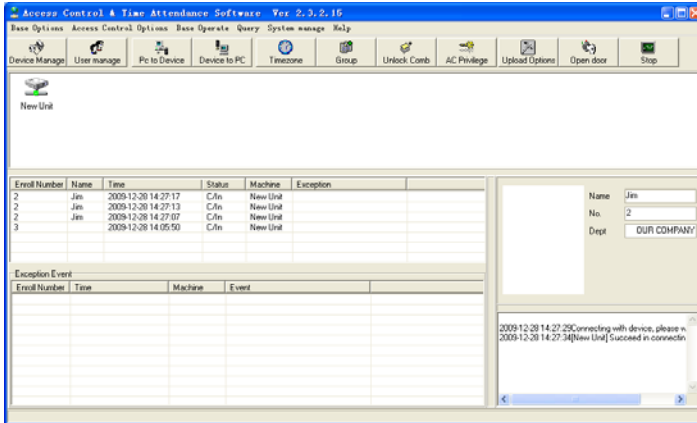 Access Control & Time Attendance Software Ver 2.3.2.15
Base Options Access Control Options Base Operate Query System manage Help
Device Manage User manage Pc to Device Device to PC Timezone Group Unlock Comb AC Privilege Upload Options Open door Stop
New Unit
Enroll Number Name Time Status Machine Exception
2 Jim 2009-12-28 14:27:17 C/In New Unit
2 Jim 2009-12-28 14:27:13 C/In New Unit
2 Jim 2009-12-28 14:27:07 C/In New Unit
3 2009-12-28 14:05:50 C/In New Unit
Name Jim
No. 2
Dept OUR COMPANY
Exception Event
Enroll Number Time Machine Event
2009-12-28 14:27:29Connecting with device, please w
2009-12-28 14:27:34[New Unit] Succeed in connectin